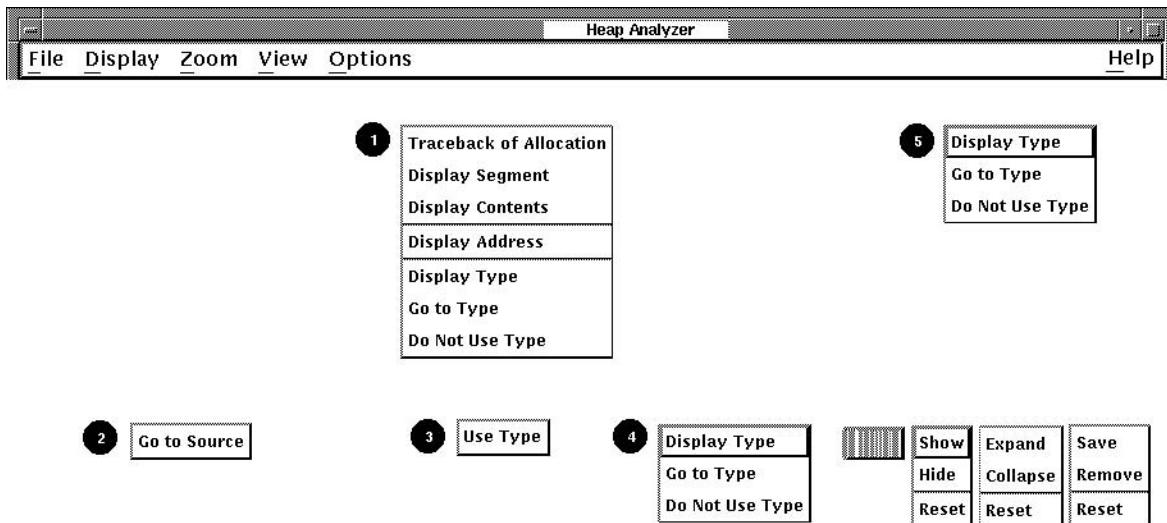 Heap Analyzer
File Display Zoom View Options Help
1
Traceback of Allocation
Display Segment
Display Contents
Display Address
Display Type
Go to Type
Do Not Use Type
5
Display Type
Go to Type
Do Not Use Type
2
Go to Source
3
Use Type
4
Display Type
Go to Type
Do Not Use Type
Show
Hide
Reset
Expand
Collapse
Reset
Save
Remove
Reset